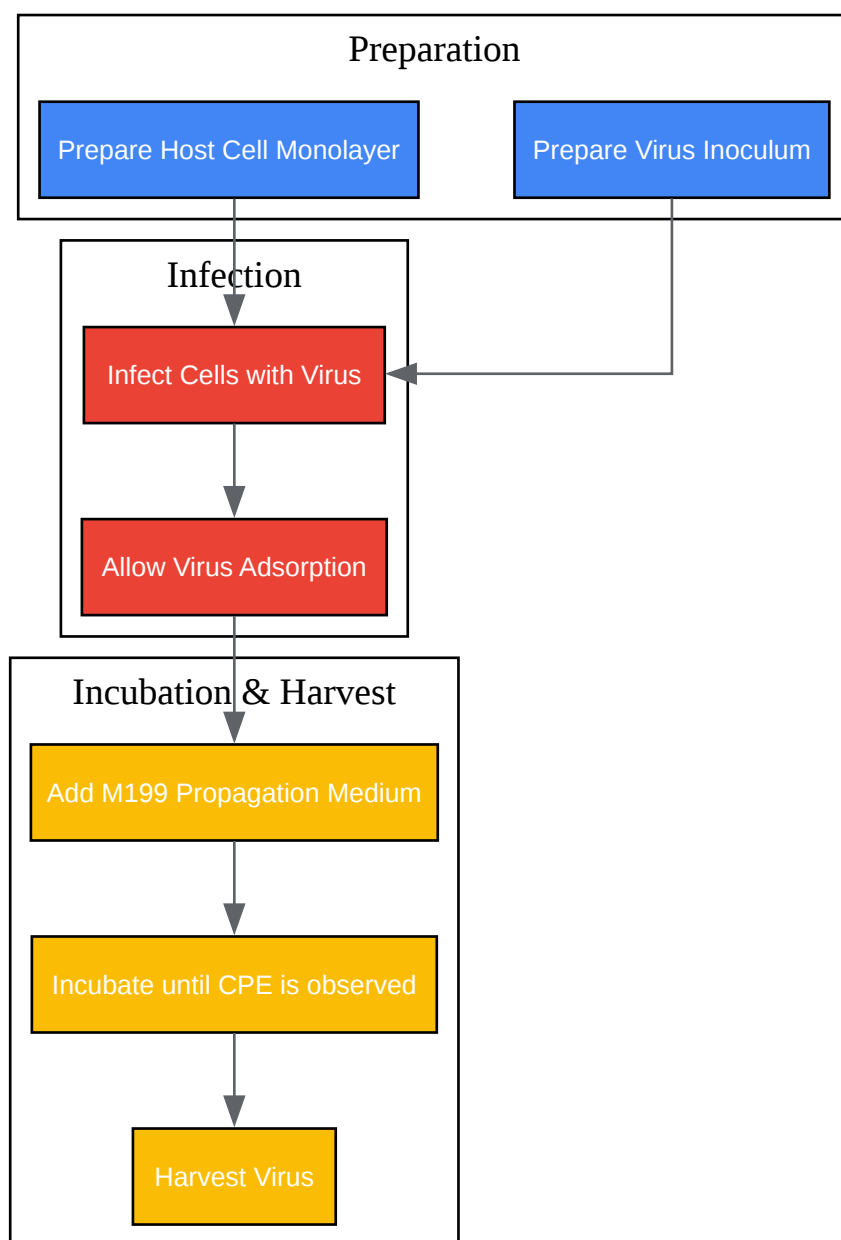 Preparation
Prepare Host Cell Monolayer
Prepare Virus Inoculum
Infection
Infect Cells with Virus
Allow Virus Adsorption
Incubation & Harvest
Add M199 Propagation Medium
Incubate until CPE is observed
Harvest Virus